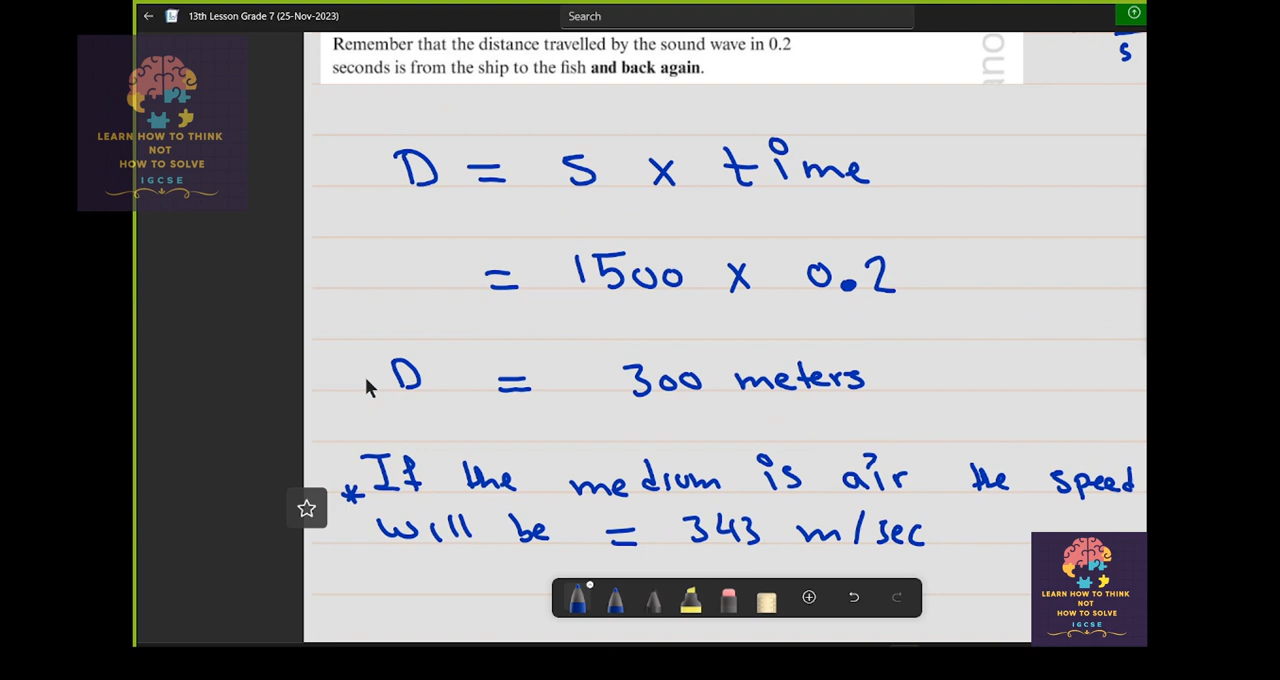 13th Lesson Grade 7 (25-Nov-2023)
Search
Remember that the distance travelled by the sound wave in 0.2
seconds is from the ship to the fish and back again.
s
LEARN HOW TO THINK
NOT
HOW TO SOLVE
IGCSE
D = S x time
= 1500 x 0.2
D = 300 meters
* If the medium is air the speed
will be = 343 m/sec
LEARN HOW TO THINK
NOT
HOW TO SOLVE
IGCSE